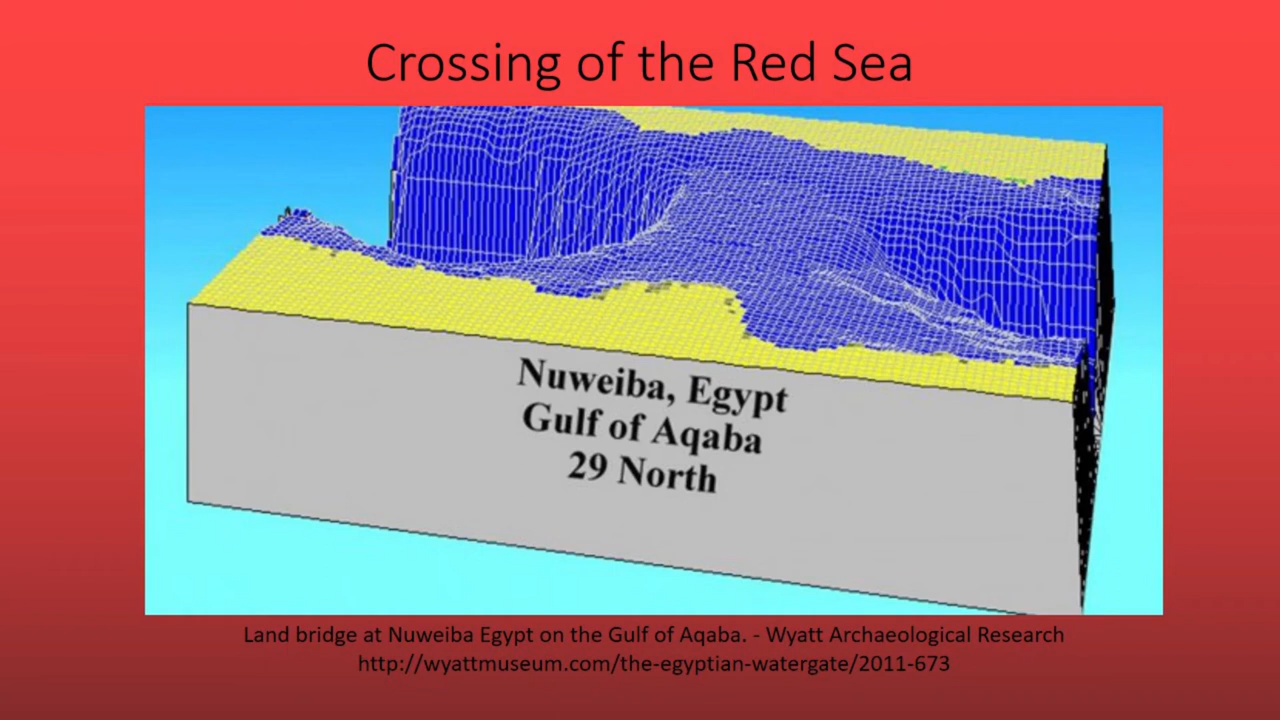 Crossing of the Red Sea
Nuweiba, Egypt
Gulf of Aqaba
29 North
Land bridge at Nuweiba Egypt on the Gulf of Aqaba. - Wyatt Archaeological Research
http://wyattmuseum.com/the-egyptian-watergate/2011-673